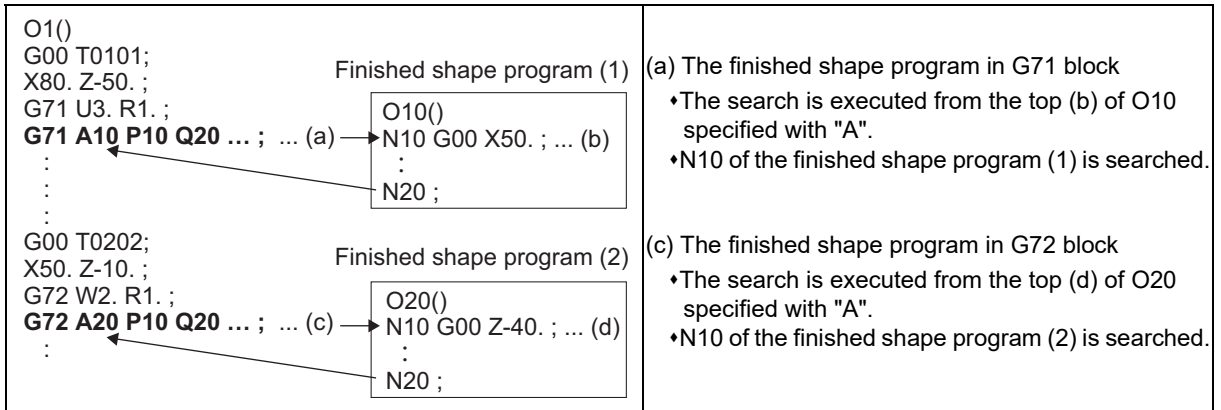 O1()
G00 T0101;
X80. Z-50. ;
G71 U3. R1. ;
G71 A10 P10 Q20 … ; ... (a)
:
:
:
G00 T0202;
X50. Z-10. ;
G72 W2. R1. ;
G72 A20 P10 Q20 … ; ... (c)
:
Finished shape program (1)
O10()
N10 G00 X50. ; ... (b)
:
N20 ;
Finished shape program (2)
O20()
N10 G00 Z-40. ; ... (d)
:
N20 ;
(a) The finished shape program in G71 block
♦The search is executed from the top (b) of O10
specified with "A".
♦N10 of the finished shape program (1) is searched.
(c) The finished shape program in G72 block
♦The search is executed from the top (d) of O20
specified with "A".
♦N10 of the finished shape program (2) is searched.